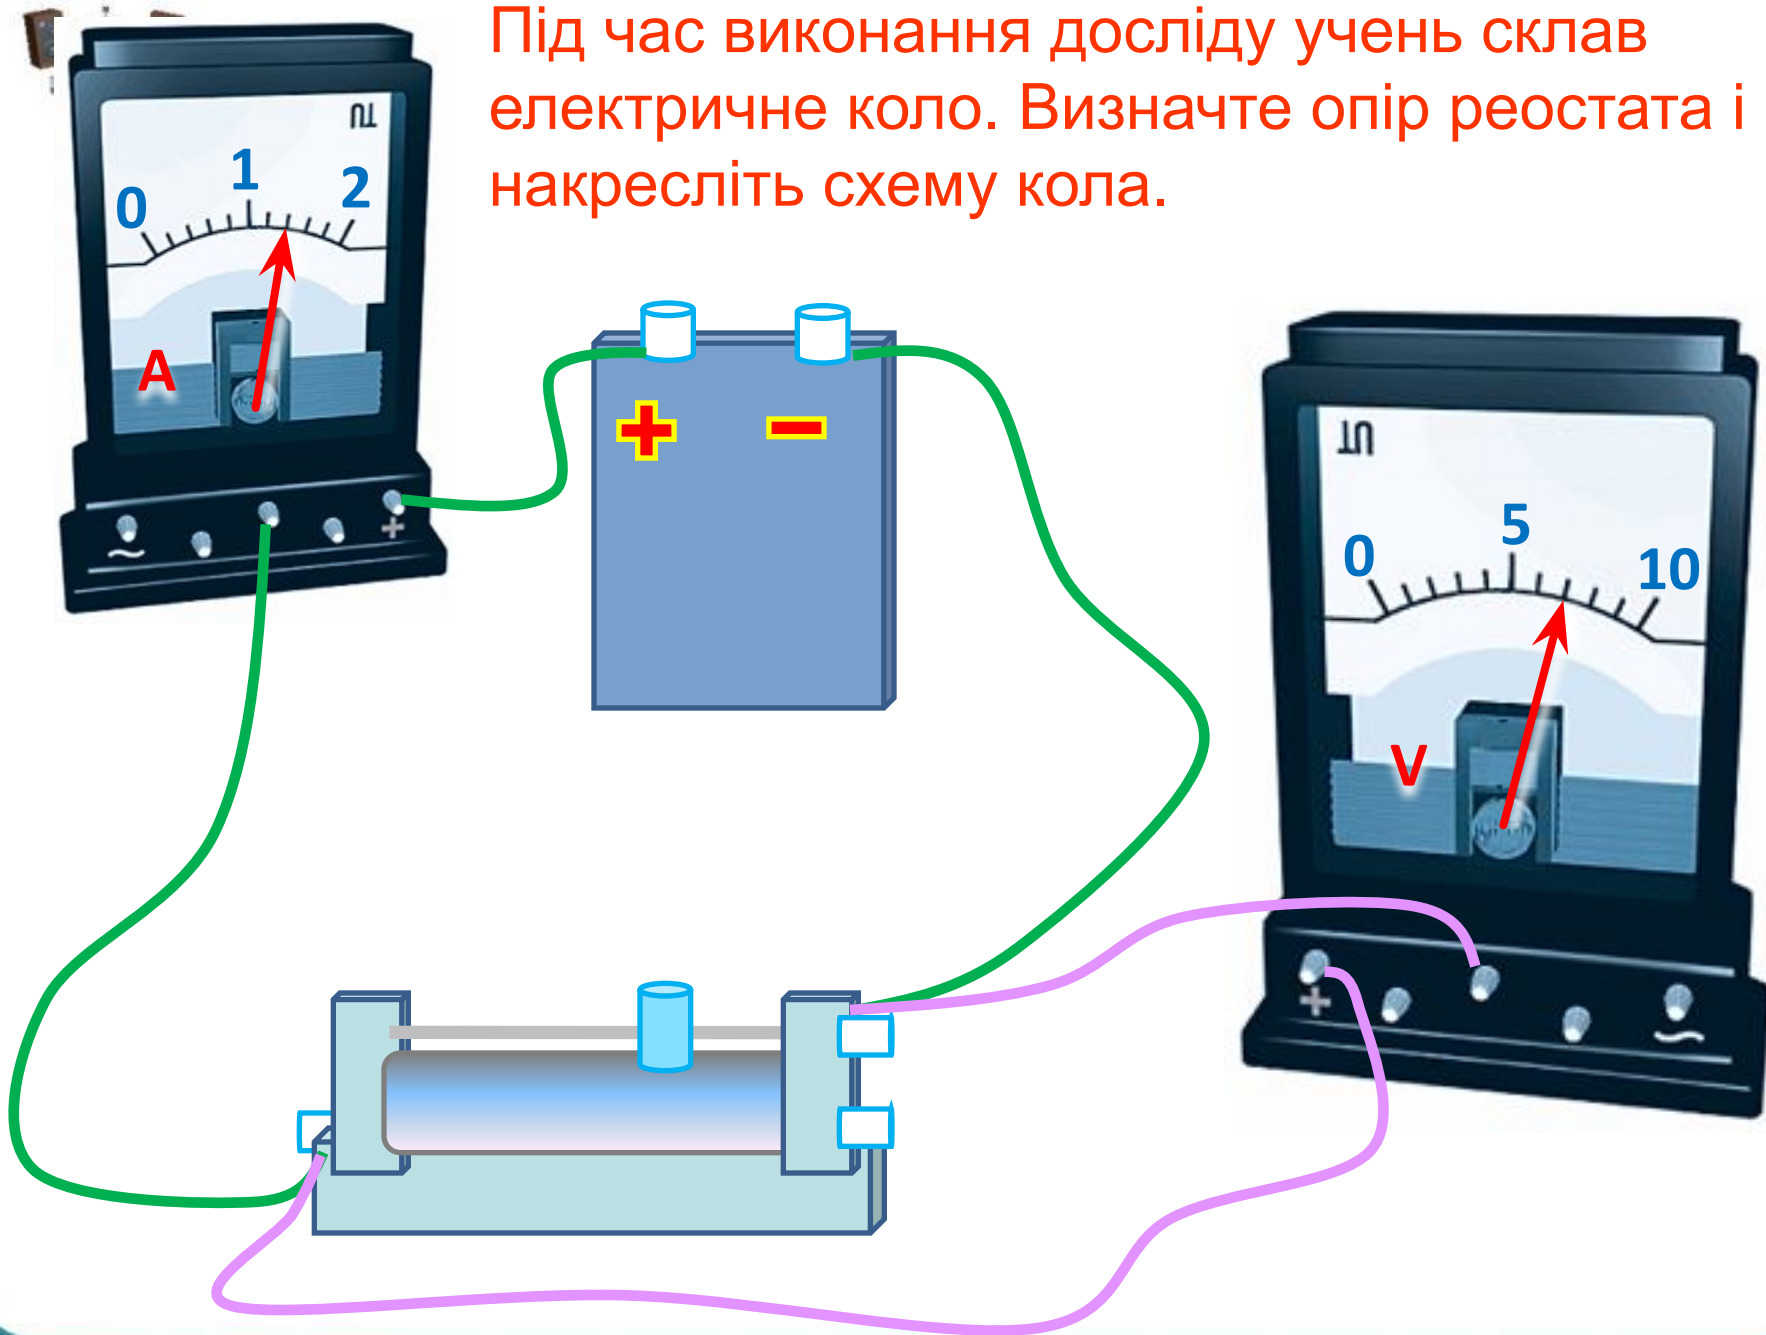 Під час виконання досліду учень склав
електричне коло. Визначте опір реостата і
накресліть схему кола.
0 1 2
A
+ −
0 5 10
V
+ ~
~ +